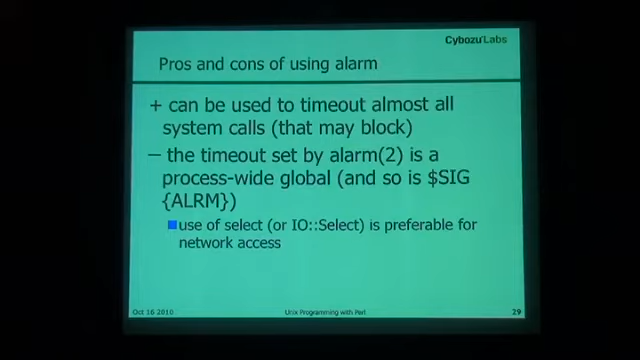 Cybozu Labs
Pros and cons of using alarm
+ can be used to timeout almost all
system calls (that may block)
− the timeout set by alarm(2) is a
process-wide global (and so is $SIG
{ALRM})
use of select (or IO::Select) is preferable for
network access
Oct 16 2010 Unix Programming with Perl 29